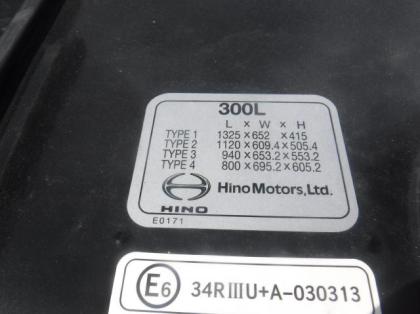 300L
L × W × H
TYPE 1 1325×652 ×415
TYPE 2 1120×609.4×505.4
TYPE 3 940×653.2×553.2
TYPE 4 800×695.2×605.2
HINO Hino Motors, Ltd.
E0171
E6 34RIIIU+A-030313